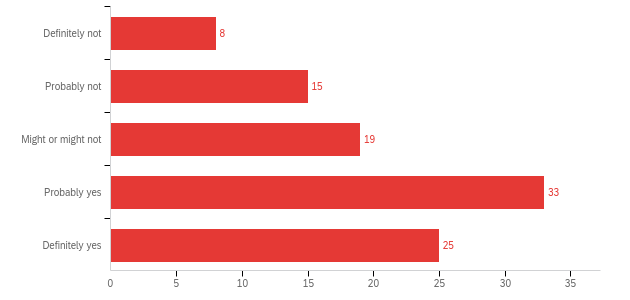 Definitely not 8
Probably not 15
Might or might not 19
Probably yes 33
Definitely yes 25
0 5 10 15 20 25 30 35